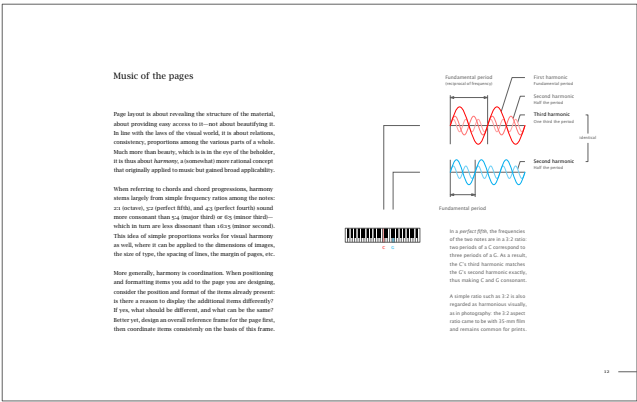 Music of the pages
Page layout is about revealing the structure of the material,
about providing easy access to it—not about beautifying it.
In line with the laws of the visual world, it is about relations,
consistency, proportions among the various parts of a whole.
Much more than beauty, which is is in the eye of the beholder,
it is thus about harmony, a (somewhat) more rational concept
that originally applied to music but gained broad applicability.
When referring to chords and chord progressions, harmony
stems largely from simple frequency ratios among the notes:
2:1 (octave), 3:2 (perfect fifth), and 4:3 (perfect fourth) sound
more consonant than 5:4 (major third) or 6:5 (minor third)—
which in turn are less dissonant than 16:15 (minor second).
This idea of simple proportions works for visual harmony
as well, where it can be applied to the dimensions of images,
the size of type, the spacing of lines, the margin of pages, etc.
More generally, harmony is coordination. When positioning
and formatting items you add to the page you are designing,
consider the position and format of the items already present:
is there a reason to display the additional items differently?
If yes, what should be different, and what can be the same?
Better yet, design an overall reference frame for the page first,
then coordinate items consistently on the basis of this frame.
Fundamental period
(reciprocal of frequency)
First harmonic
Fundamental period
Second harmonic
Half the period
Third harmonic
One third the period
identical
Second harmonic
Half the period
Fundamental period
C G
In a perfect fifth, the frequencies
of the two notes are in a 3:2 ratio:
two periods of a C correspond to
three periods of a G. As a result,
the C's third harmonic matches
the G's second harmonic exactly,
thus making C and G consonant.
A simple ratio such as 3:2 is also
regarded as harmonious visually,
as in photography: the 3:2 aspect
ratio came to be with 35-mm film
and remains common for prints.
12